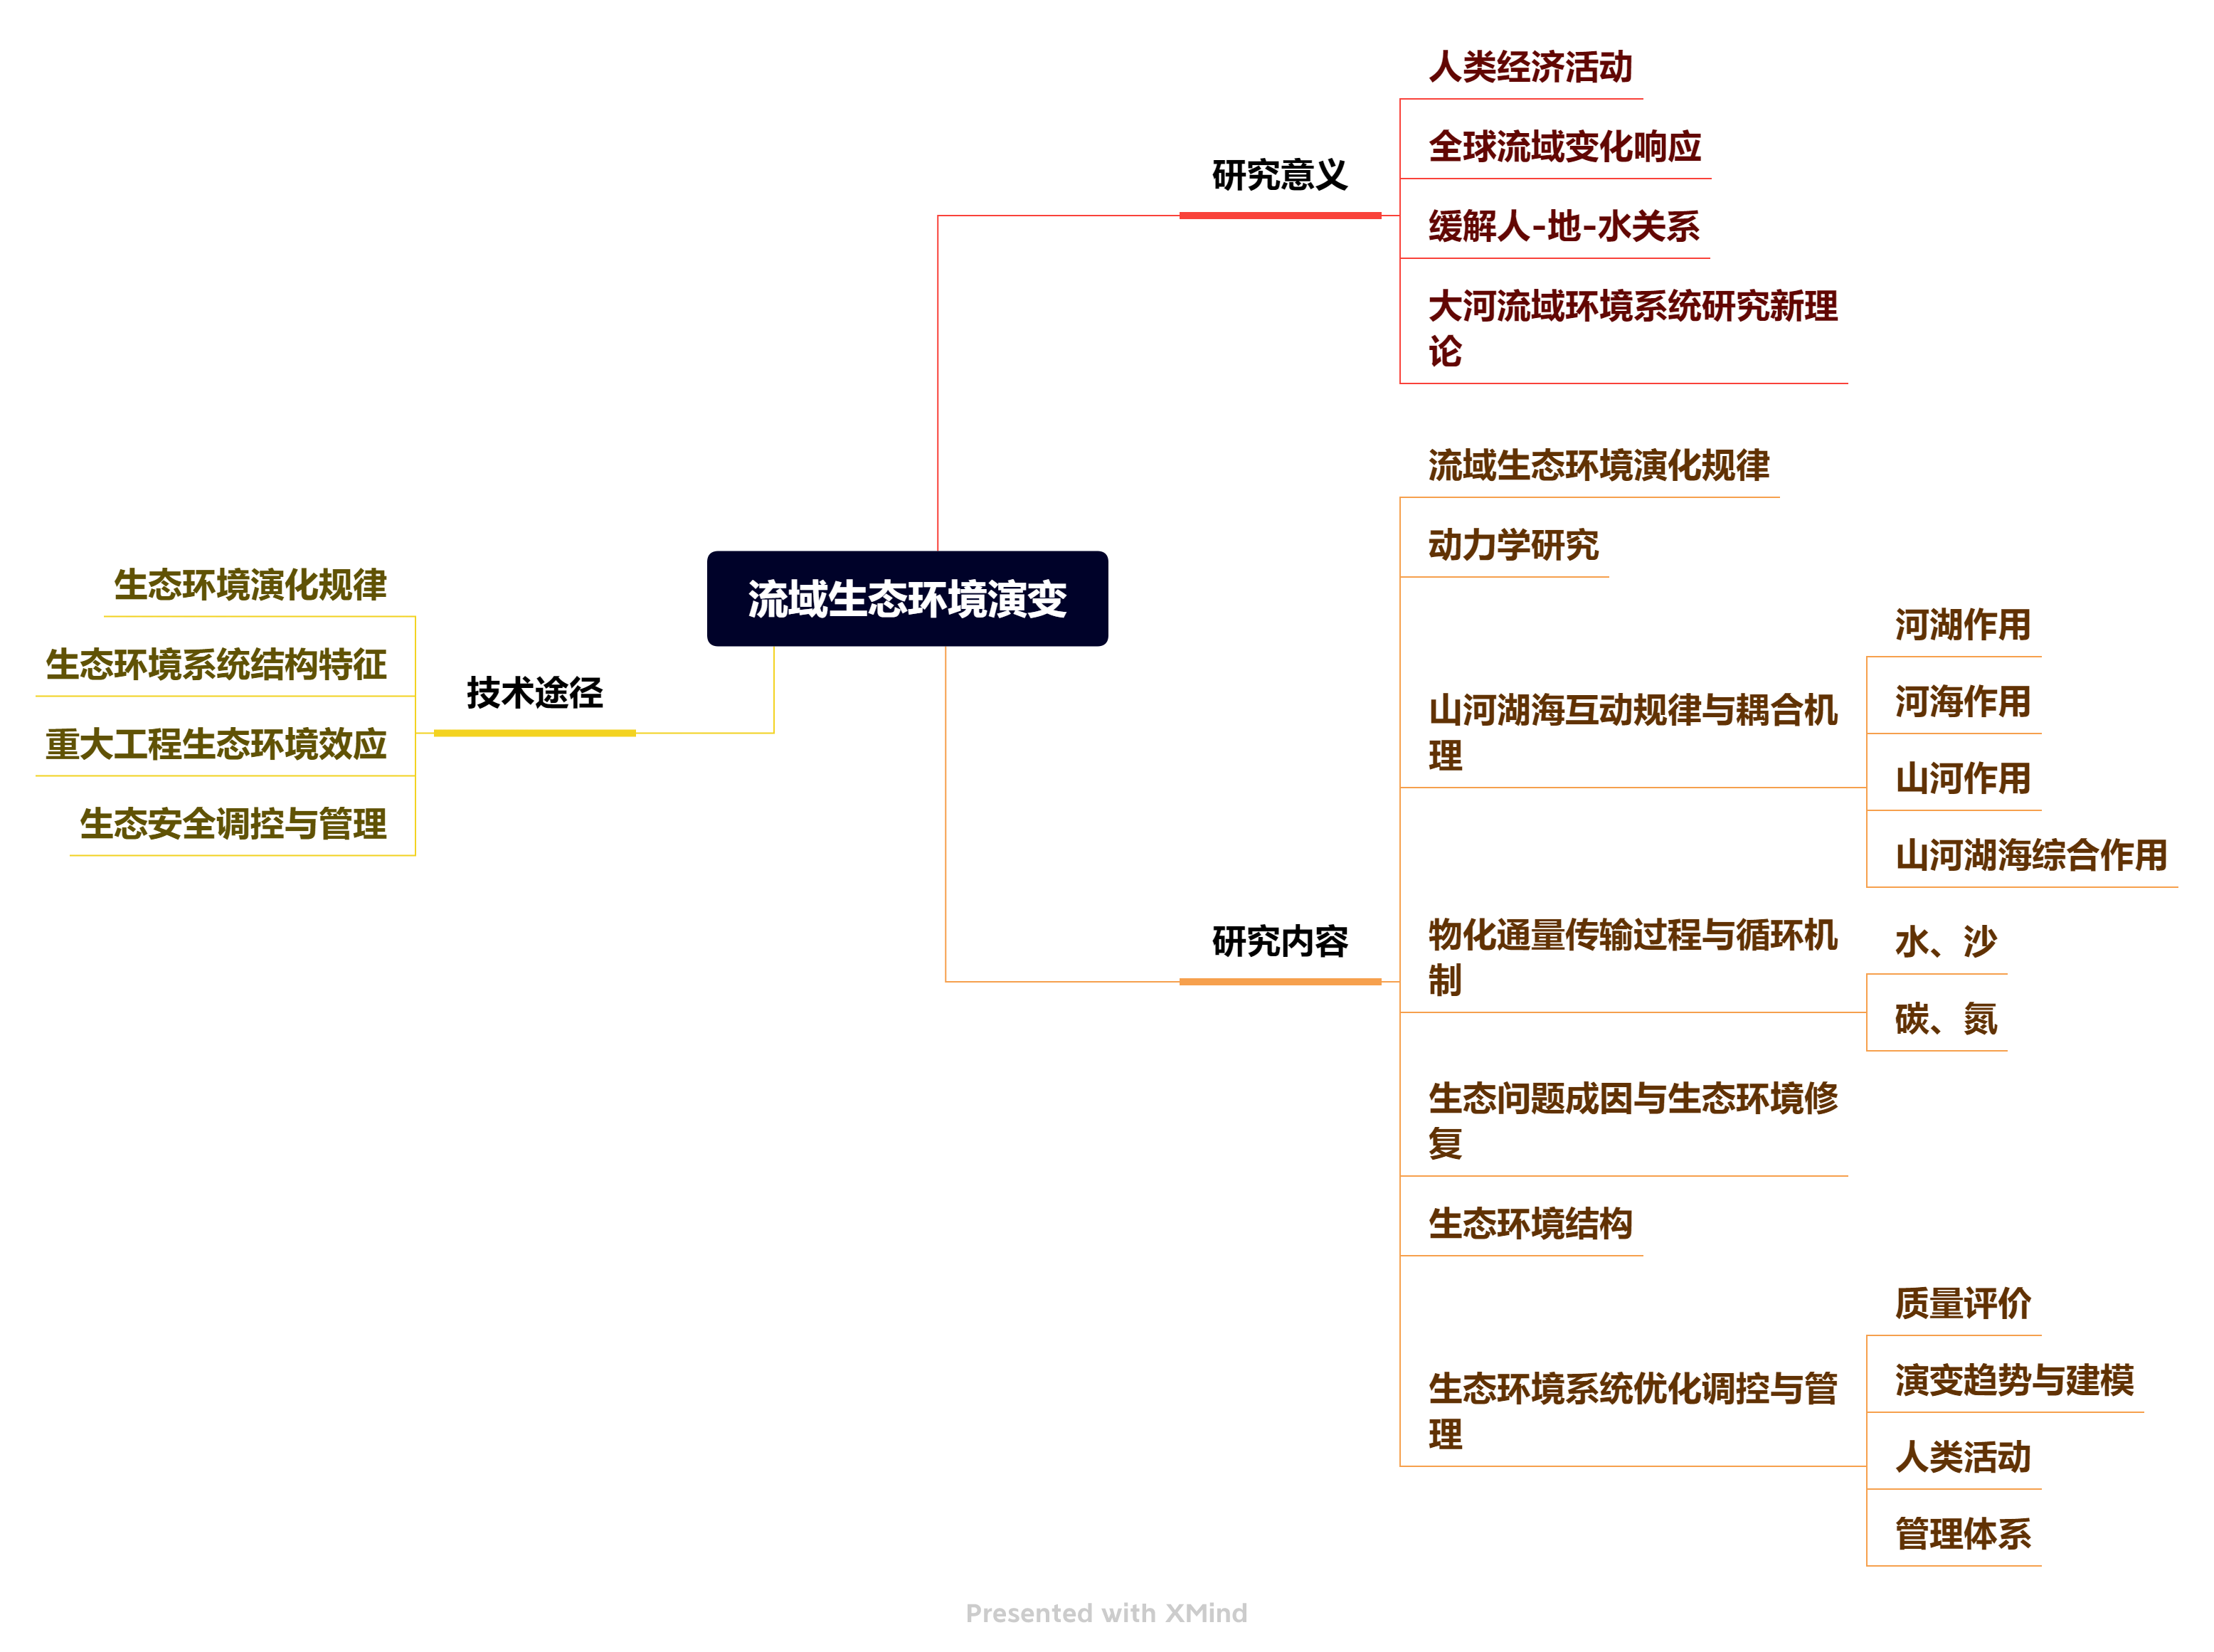 流域生态环境演变
研究意义
人类经济活动
全球流域变化响应
缓解人-地-水关系
大河流域环境系统研究新理
论
研究内容
流域生态环境演化规律
动力学研究
山河湖海互动规律与耦合机
理
河湖作用
河海作用
山河作用
山河湖海综合作用
物化通量传输过程与循环机
制
水、沙
碳、氮
生态问题成因与生态环境修
复
生态环境结构
生态环境系统优化调控与管
理
质量评价
演变趋势与建模
人类活动
管理体系
技术途径
生态环境演化规律
生态环境系统结构特征
重大工程生态环境效应
生态安全调控与管理
Presented with XMind